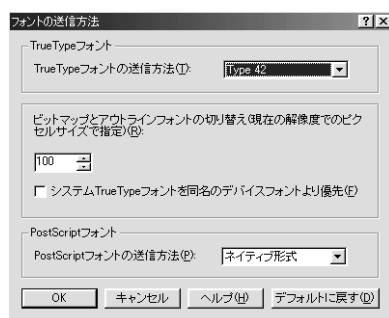 フォントの送信方法
TrueTypeフォント
TrueTypeフォントの送信方法(T):
Type 42
ビットマップとアウトラインフォントの切り替え(現在の解像度でのピク
セルサイズで指定)(R):
100
システムTrueTypeフォントを同名のデバイスフォントより優先(F)
PostScriptフォント
PostScriptフォントの送信方法(P):
ネイティブ形式
OK
キャンセル
ヘルプ(H)
デフォルトに戻す(D)